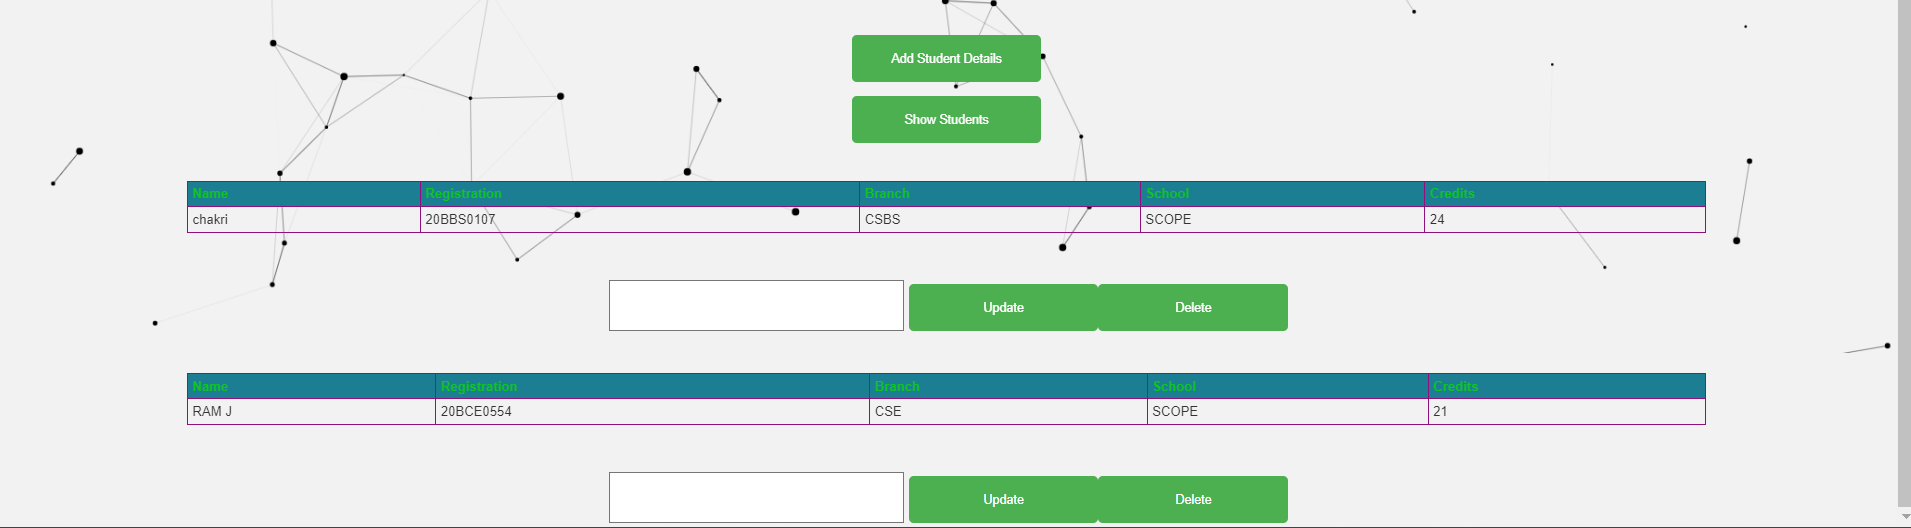 Add Student Details
Show Students
Name Registration Branch School Credits
chakri 20BBS0107 CSBS SCOPE 24
Update Delete
Name Registration Branch School Credits
RAM J 20BCE0554 CSE SCOPE 21
Update Delete